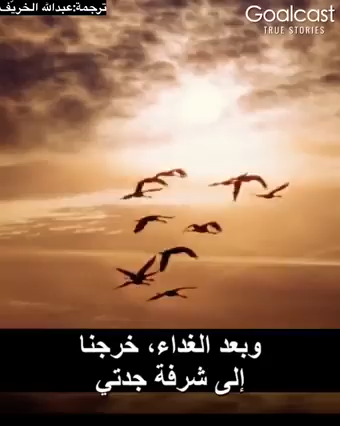 ترجمة:عبدالله الخريف
Goalcast
TRUE STORIES
وبعد الغداء، خرجنا
إلى شرفة جدتي